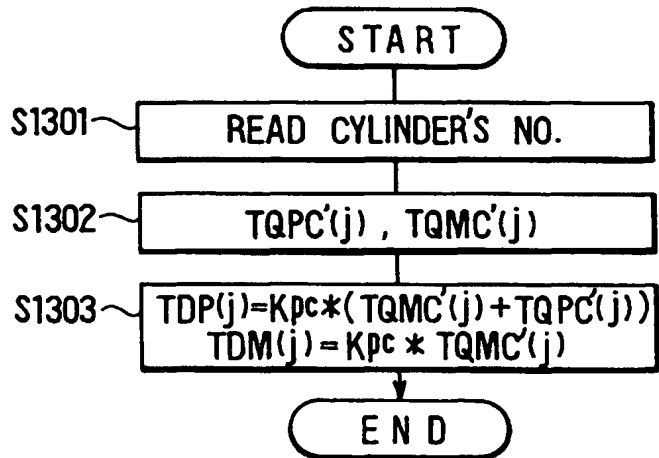 START
S1301
READ CYLINDER'S NO.
S1302
TQPC'(j) , TQMC'(j)
S1303
TDP(j)=Kpc*(TQMC'(j)+TQPC'(j))
TDM(j)=Kpc * TQMC'(j)
END